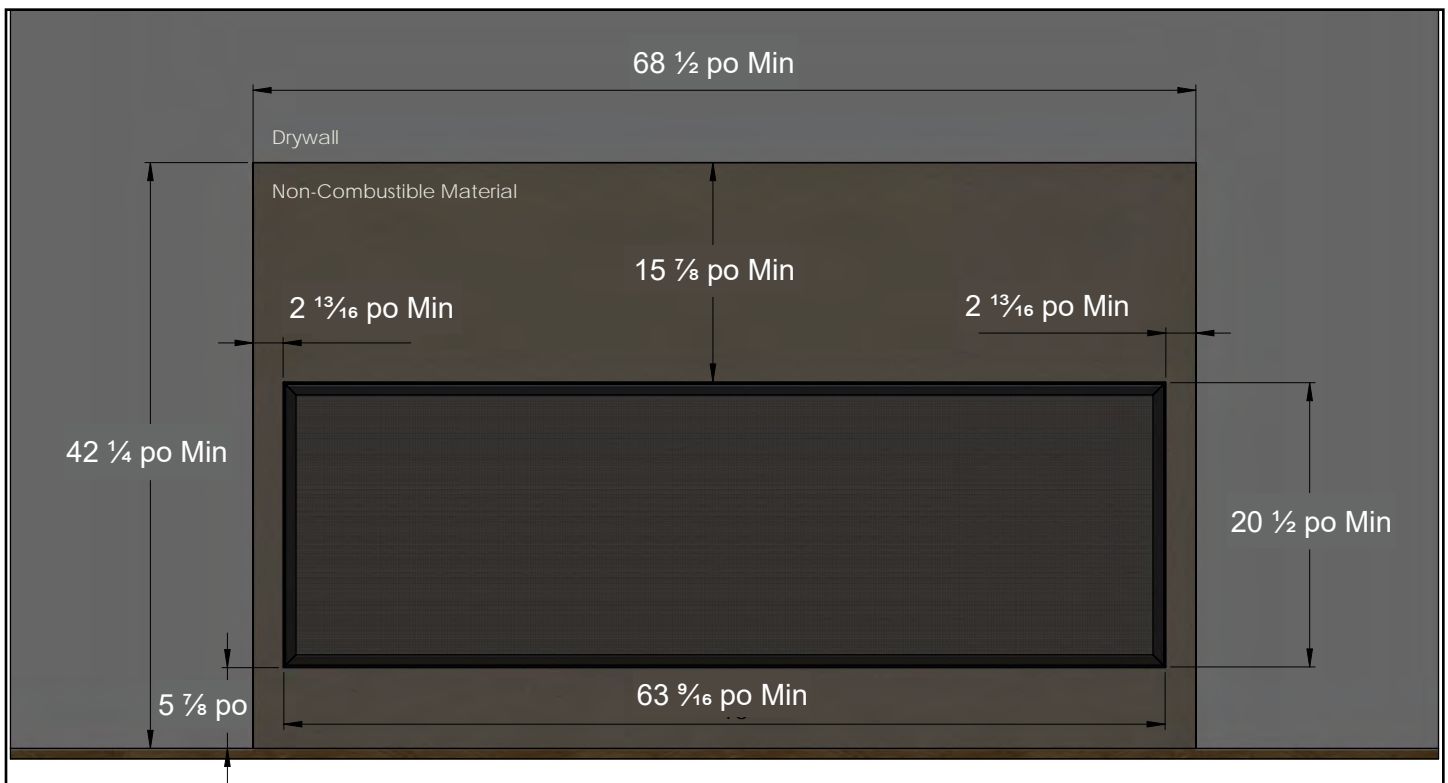 68 ½ po Min
Drywall
Non-Combustible Material
15 ⅞ po Min
2 ¹³⁄₁₆ po Min
2 ¹³⁄₁₆ po Min
42 ¼ po Min
20 ½ po Min
5 ⅞ po
63 ⁹⁄₁₆ po Min